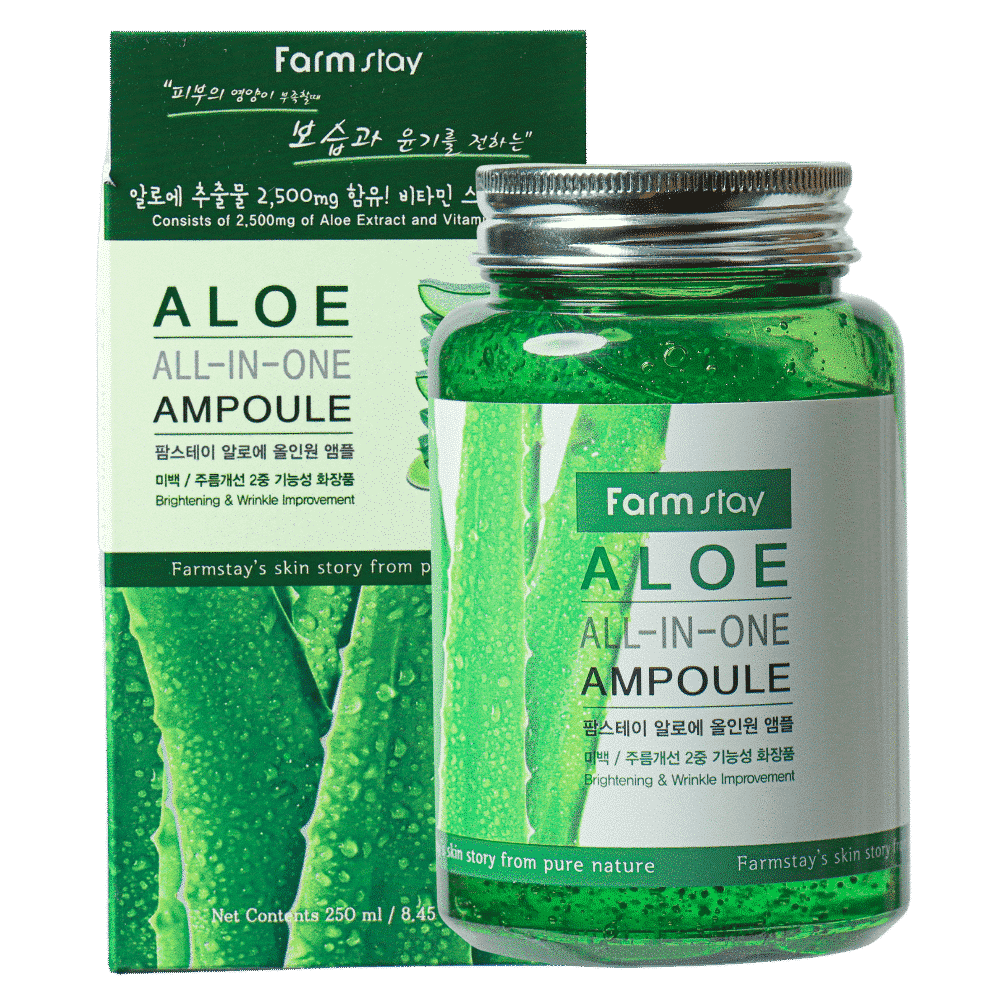 Farmstay
"피부의 영양이 부족할때
보습과 윤기를 전하는"
알로에 추출물 2,500mg 함유! 비타민 스
Consists of 2,500mg of Aloe Extract and Vitam
ALOE
ALL-IN-ONE
AMPOULE
팜스테이 알로에 올인원 앰플
미백 / 주름개선 2중 기능성 화장품
Brightening & Wrinkle Improvement
Farmstay's skin story from p
Net Contents 250 ml / 8.45
Farmstay
ALOE
ALL-IN-ONE
AMPOULE
팜스테이 알로에 올인원 앰플
미백 / 주름개선 2중 기능성 화장품
Brightening & Wrinkle Improvement
skin story from pure nature
Farmstay's skin story